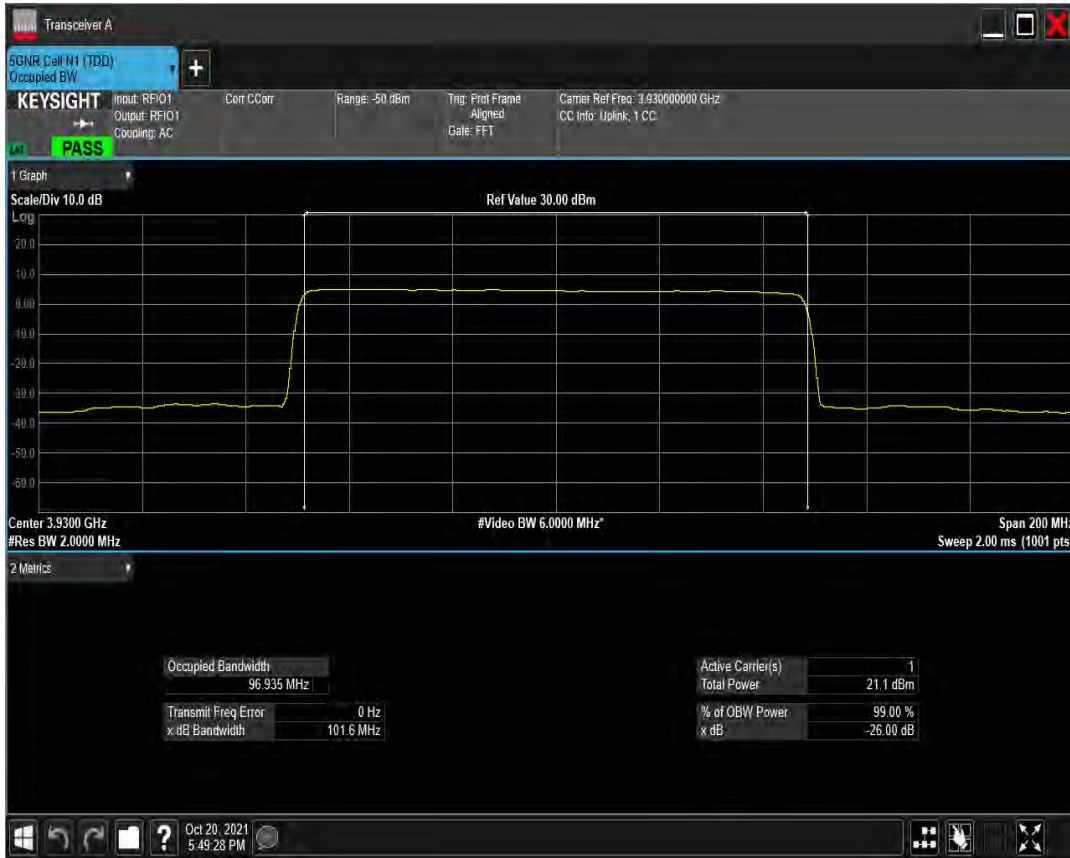 Transceiver A
5GNR Cell N1 (TDD)
Occupied BW
KEYSIGHT
Input: RFIO1
Output: RFIO1
Coupling: AC
Corr CCorr
Range: -50 dBm
Trig: Prot Frame
Aligned
Gate: FFT
Carrier Ref Freq: 3.930000000 GHz
CC Info: Uplink, 1 CC
PASS
1 Graph
Scale/Div 10.0 dB
Ref Value 30.00 dBm
Log
20.0
10.0
0.00
-10.0
-20.0
-30.0
-40.0
-50.0
-60.0
Center 3.9300 GHz
#Video BW 6.0000 MHz*
Span 200 MHz
#Res BW 2.0000 MHz
Sweep 2.00 ms (1001 pts
2 Metrics
Occupied Bandwidth
96.935 MHz
Transmit Freq Error 0 Hz
x dB Bandwidth 101.6 MHz
Active Carrier(s) 1
Total Power 21.1 dBm
% of OBW Power 99.00 %
x dB -26.00 dB
?
Oct 20, 2021
5:49:28 PM